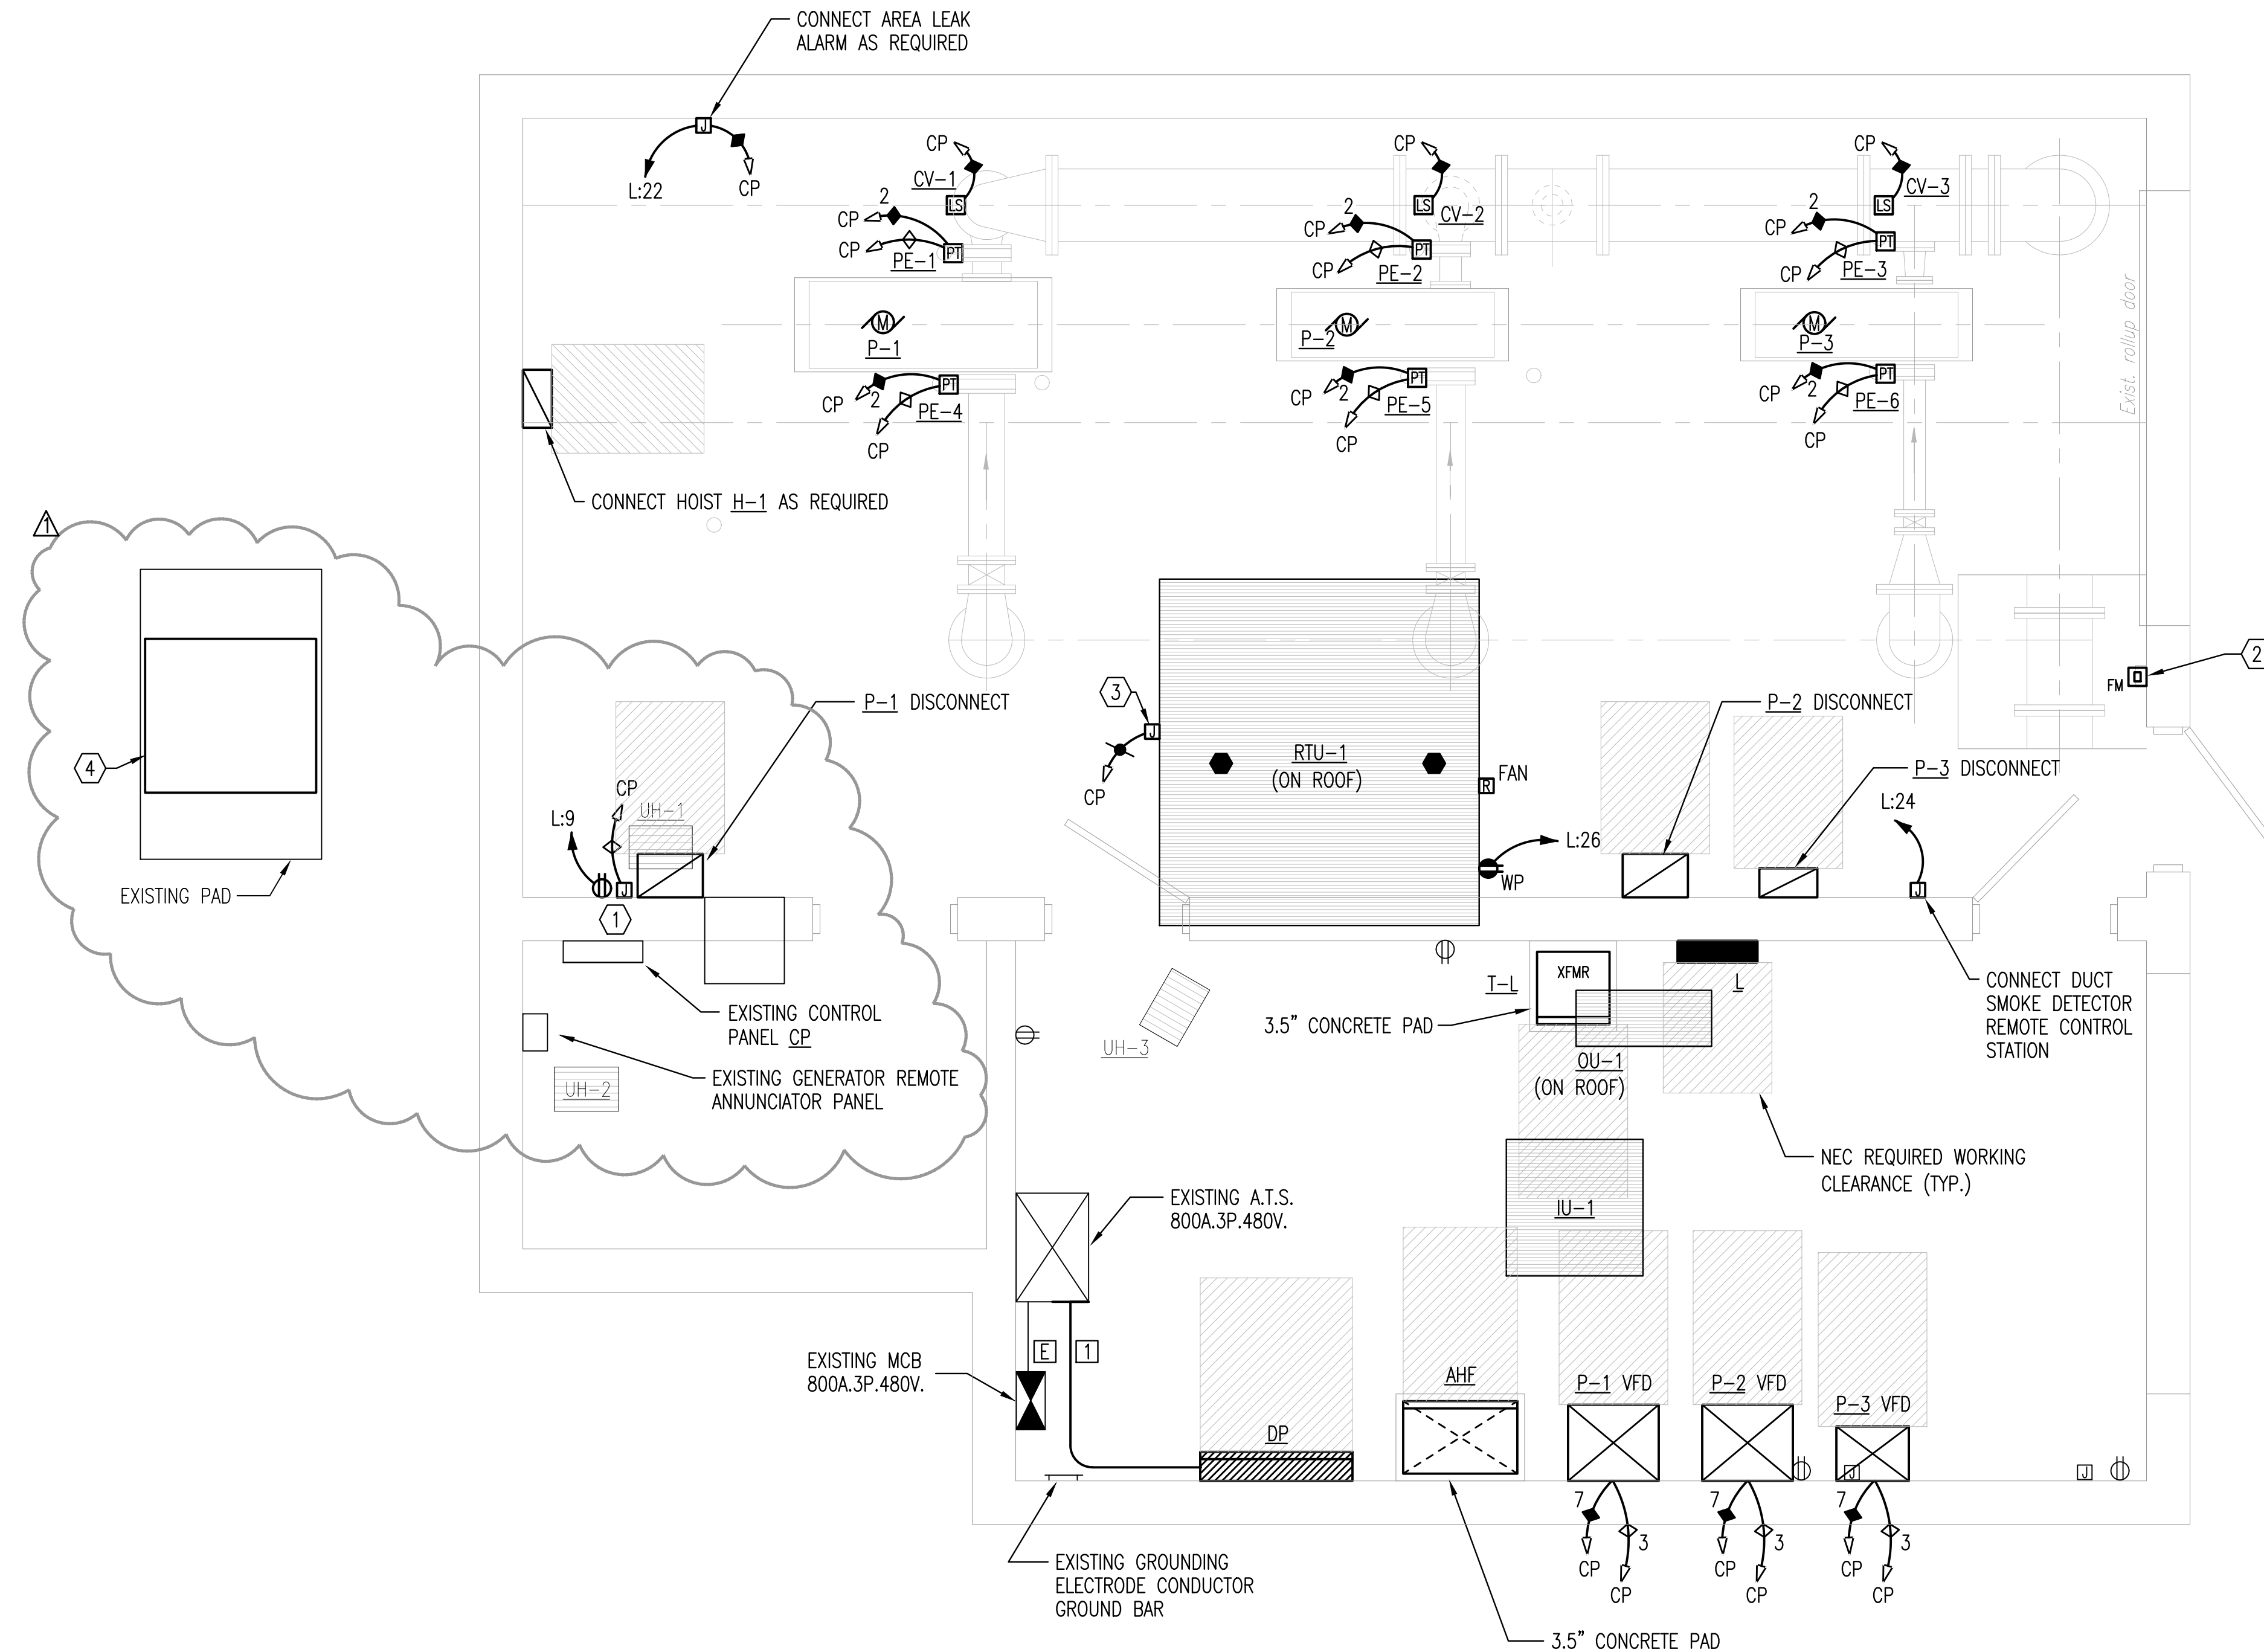 CONNECT AREA LEAK
ALARM AS REQUIRED
J
L:22
CP
CP
CV-1
LS
2
CP
CP
PT
PE-1
CP
LS
CV-2
2
CP
PT
CP
PE-2
CP
LS
CV-3
2
CP
PT
CP
PE-3
Exist. rollup door
M
P-1
M
P-2
M
P-3
PT
CP
2
PE-4
CP
PT
CP
2
PE-5
CP
PT
CP
2
PE-6
CP
CONNECT HOIST H-1 AS REQUIRED
1
4
EXISTING PAD
P-1 DISCONNECT
CP
UH-1
L:9
J
1
EXISTING CONTROL
PANEL CP
EXISTING GENERATOR REMOTE
ANNUNCIATOR PANEL
UH-2
3
J
CP
RTU-1
(ON ROOF)
R
FAN
L:26
WP
P-2 DISCONNECT
P-3 DISCONNECT
L:24
J
2
FM
CONNECT DUCT
SMOKE DETECTOR
REMOTE CONTROL
STATION
T-L
XFMR
L
3.5" CONCRETE PAD
UH-3
OU-1
(ON ROOF)
NEC REQUIRED WORKING
CLEARANCE (TYP.)
IU-1
EXISTING A.T.S.
800A.3P.480V.
E
1
EXISTING MCB
800A.3P.480V.
DP
AHF
P-1 VFD
P-2 VFD
P-3 VFD
J
J
7
3
CP
CP
7
3
CP
CP
7
3
CP
CP
EXISTING GROUNDING
ELECTRODE CONDUCTOR
GROUND BAR
3.5" CONCRETE PAD